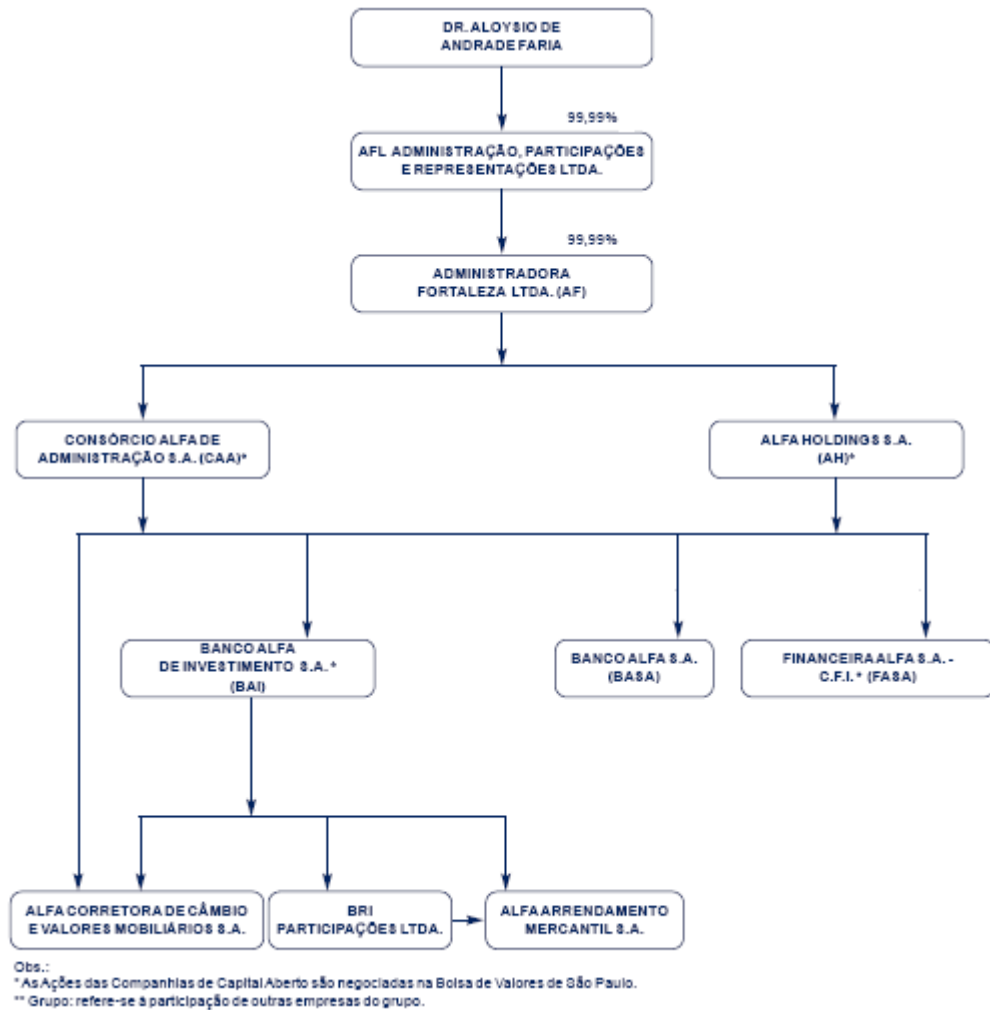 DR. ALOYSIO DE
ANDRADE FARIA
99,99%
AFL ADMINISTRAÇÃO, PARTICIPAÇÕES
E REPRESENTAÇÕES LTDA.
99,99%
ADMINISTRADORA
FORTALEZA LTDA. (AF)
CONSÓRCIO ALFA DE
ADMINISTRAÇÃO S.A. (CAA)*
ALFA HOLDINGS S.A.
(AH)*
BANCO ALFA
DE INVESTIMENTO S.A. *
(BAI)
BANCO ALFA S.A.
(BASA)
FINANCEIRA ALFA S.A. -
C.F.I. * (FASA)
ALFA CORRETORA DE CÂMBIO
E VALORES MOBILIÁRIOS S.A.
BRI
PARTICIPAÇÕES LTDA.
ALFA ARRENDAMENTO
MERCANTIL S.A.
Obs.:
* As Ações das Companhias de Capital Aberto são negociadas na Bolsa de Valores de São Paulo.
** Grupo: refere-se à participação de outras empresas do grupo.